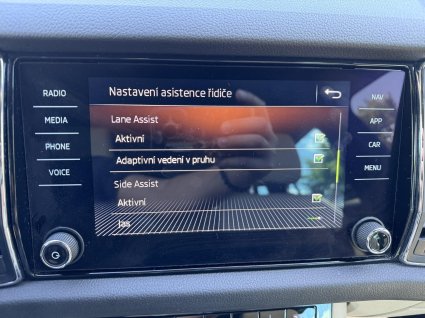 Nastavení asistence řidiče
RADIO
MEDIA
PHONE
VOICE
Lane Assist
Aktivní
Adaptivní vedení v pruhu
Side Assist
Aktivní
Jas
NAV
APP
CAR
MENU